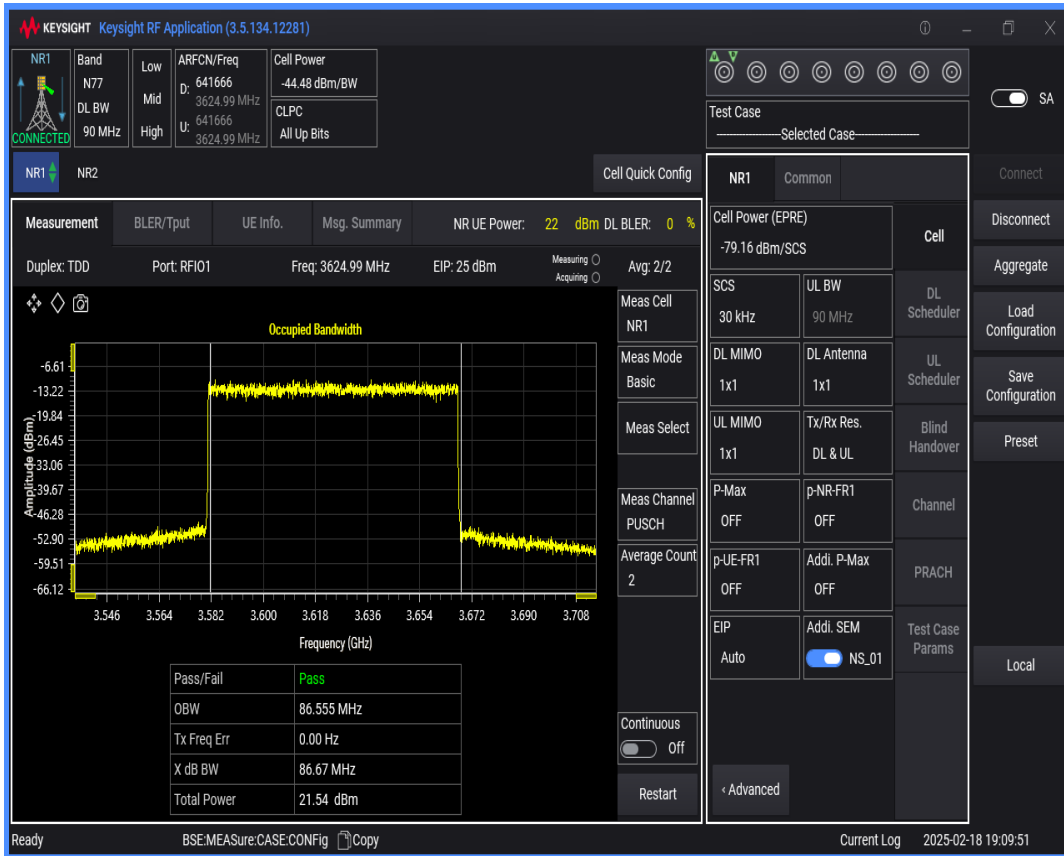 KEYSIGHT Keysight RF Application (3.5.134.12281)
NR1
CONNECTED
Band
N77
DL BW
90 MHz
Low
Mid
High
ARFCN/Freq
D: 641666
3624.99 MHz
U: 641666
3624.99 MHz
Cell Power
-44.48 dBm/BW
CLPC
All Up Bits
Test Case
--------------------Selected Case--------------------
SA
NR1
NR2
Cell Quick Config
NR1
Common
Connect
Measurement
BLER/Tput
UE Info.
Msg. Summary
NR UE Power: 22 dBm DL BLER: 0 %
Duplex: TDD
Port: RFIO1
Freq: 3624.99 MHz
EIP: 25 dBm
Measuring
Acquiring
Avg: 2/2
Occupied Bandwidth
-6.61
-13.22
-19.84
-26.45
-33.06
-39.67
-46.28
-52.90
-59.51
-66.12
Amplitude (dBm)
3.546 3.564 3.582 3.600 3.618 3.636 3.654 3.672 3.690 3.708
Frequency (GHz)
Pass/Fail Pass
OBW 86.555 MHz
Tx Freq Err 0.00 Hz
X dB BW 86.67 MHz
Total Power 21.54 dBm
Meas Cell
NR1
Meas Mode
Basic
Meas Select
Meas Channel
PUSCH
Average Count
2
Continuous
Off
Restart
Cell Power (EPRE)
-79.16 dBm/SCS
SCS
30 kHz
UL BW
90 MHz
DL MIMO
1x1
DL Antenna
1x1
UL MIMO
1x1
Tx/Rx Res.
DL & UL
P-Max
OFF
p-NR-FR1
OFF
p-UE-FR1
OFF
Addi. P-Max
OFF
EIP
Auto
Addi. SEM
NS_01
‹ Advanced
Cell
DL
Scheduler
UL
Scheduler
Blind
Handover
Channel
PRACH
Test Case
Params
Disconnect
Aggregate
Load
Configuration
Save
Configuration
Preset
Local
Ready
BSE:MEASure:CASE:CONFig Copy
Current Log
2025-02-18 19:09:51